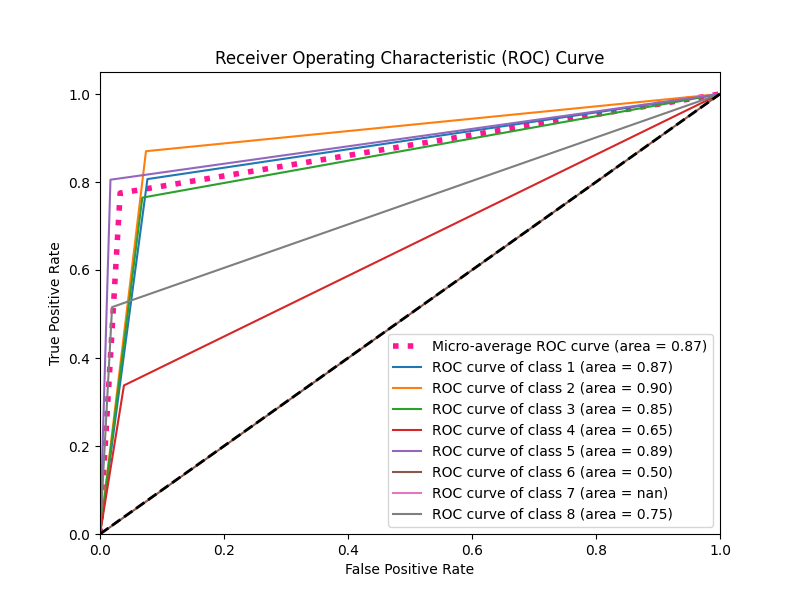 Receiver Operating Characteristic (ROC) Curve
1.0
0.8
0.6
0.4
0.2
0.0
True Positive Rate
Micro-average ROC curve (area = 0.87)
ROC curve of class 1 (area = 0.87)
ROC curve of class 2 (area = 0.90)
ROC curve of class 3 (area = 0.85)
ROC curve of class 4 (area = 0.65)
ROC curve of class 5 (area = 0.89)
ROC curve of class 6 (area = 0.50)
ROC curve of class 7 (area = nan)
ROC curve of class 8 (area = 0.75)
0.0 0.2 0.4 0.6 0.8 1.0
False Positive Rate